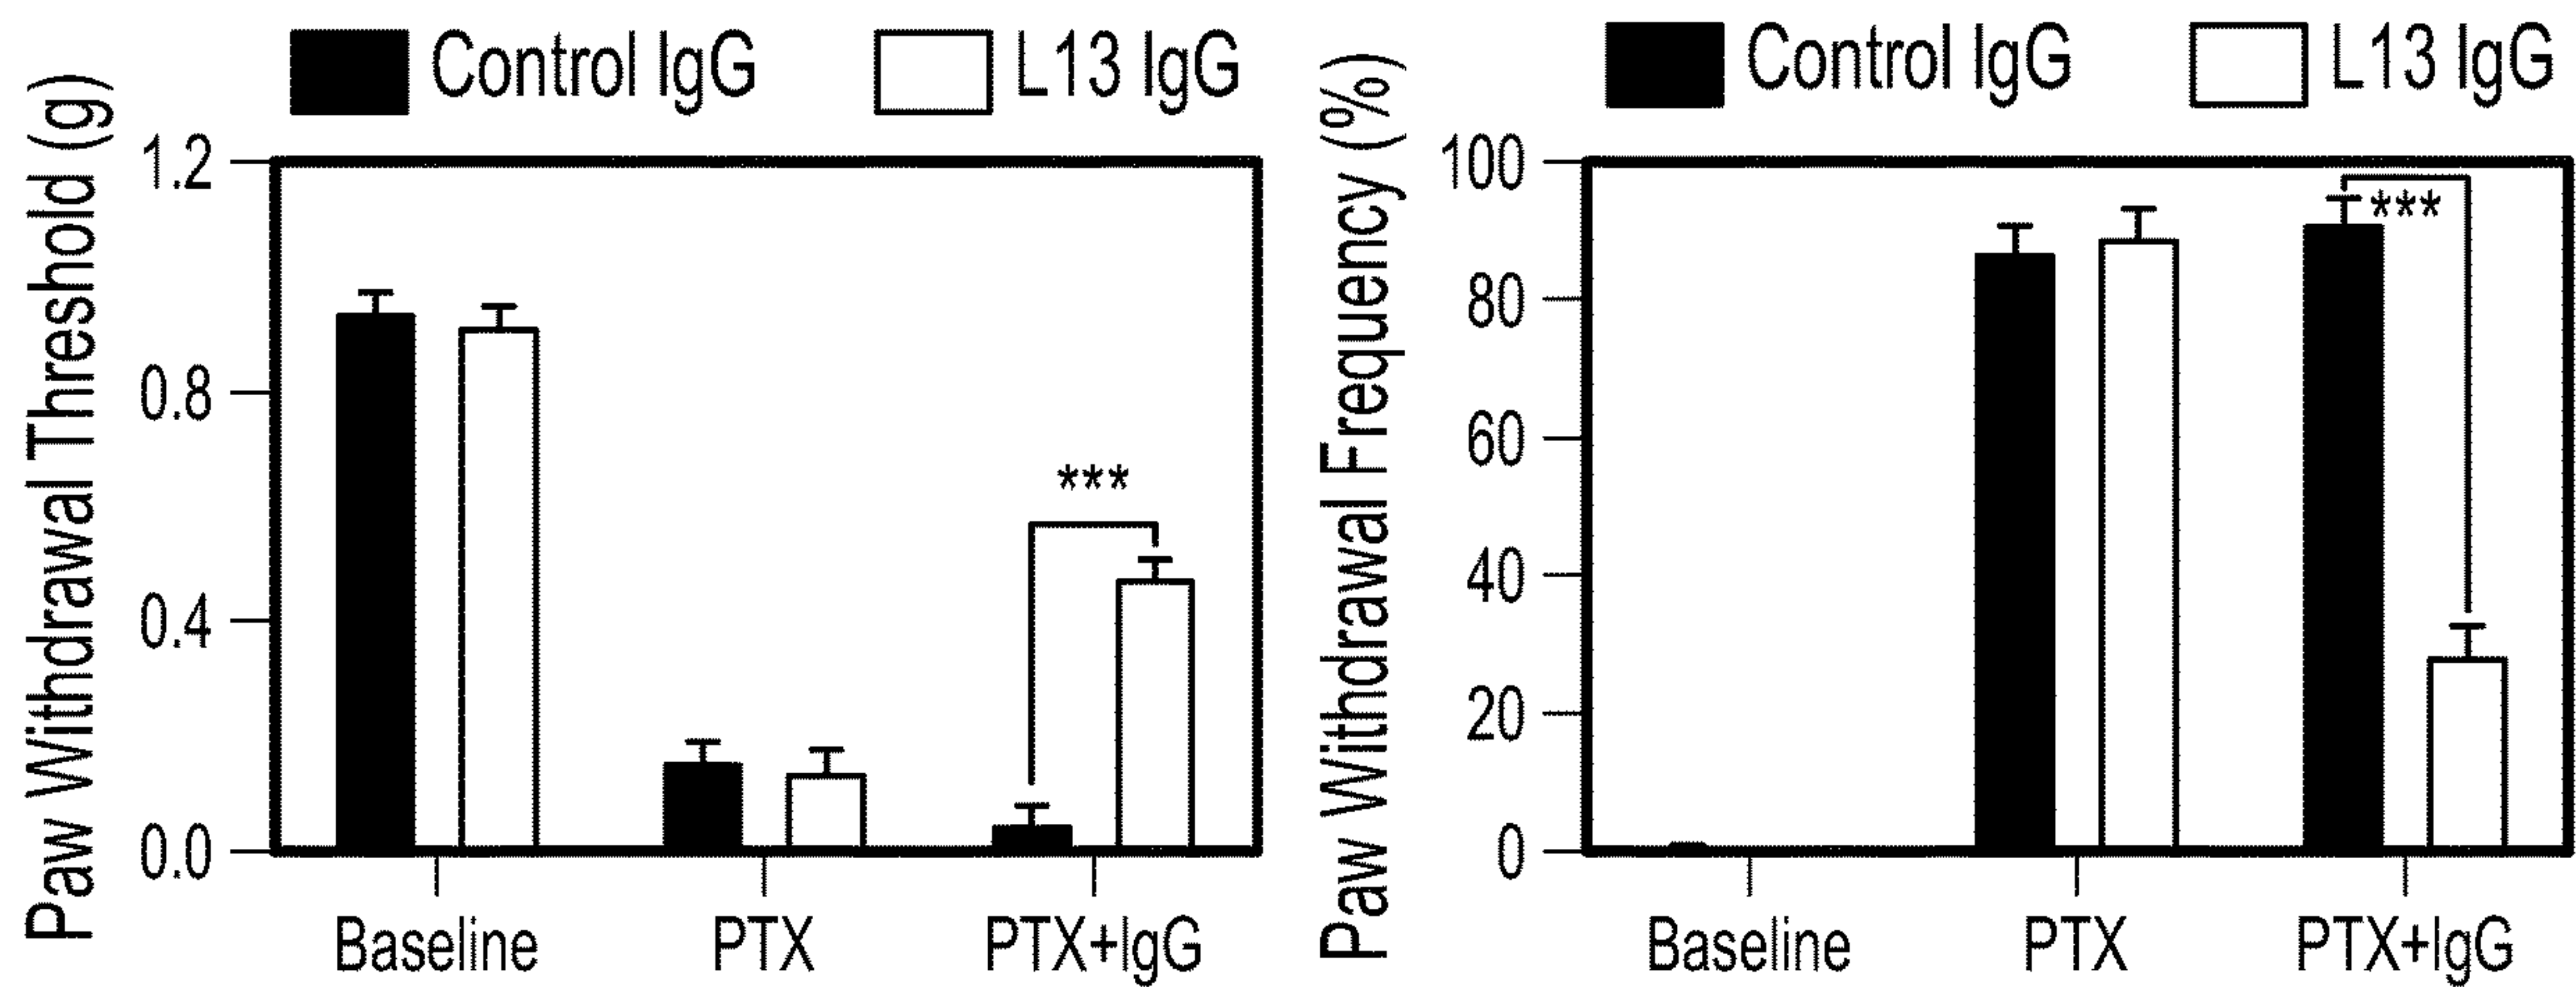 Control IgG
L13 IgG
Paw Withdrawal Threshold (g)
1.2
0.8
0.4
0.0
***
Baseline
PTX
PTX+IgG
Control IgG
L13 IgG
Paw Withdrawal Frequency (%)
100
80
60
40
20
0
***
Baseline
PTX
PTX+IgG